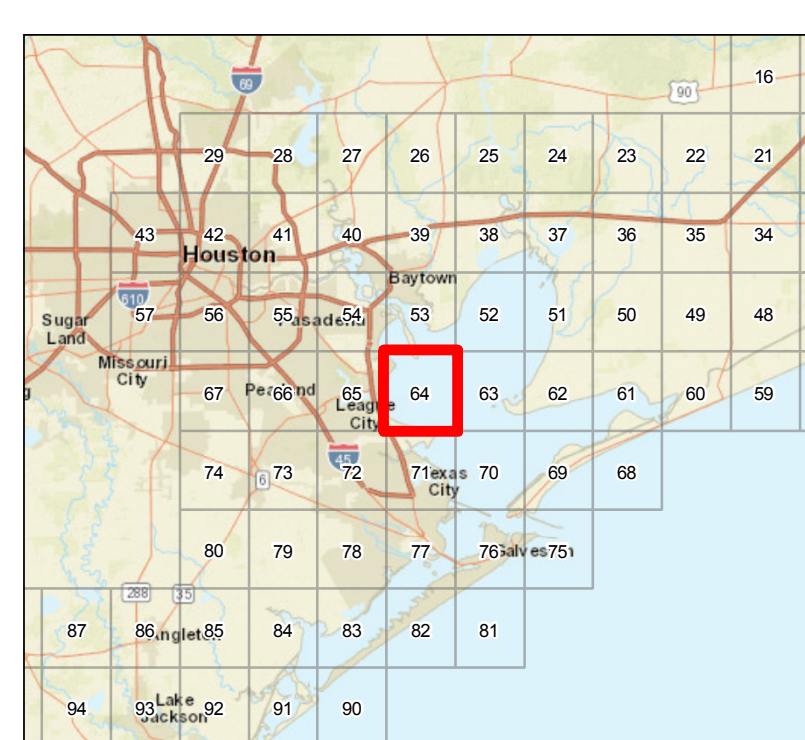 69
16
90
29 28 27 26 25 24 23 22 21
43 42 41 40 39 38 37 36 35 34
Houston
Baytown
610
57 56 55 54 53 52 51 50 49 48
Sugar
Land
Pasadena
Missouri
City
67 66 65 64 63 62 61 60 59
Pearland
League
City
45
6
74 73 72 71 70 69 68
Texas
City
80 79 78 77 76 75
Galveston
288 35
87 86 85 84 83 82 81
Angleton
94 93 92 91 90
Lake
Jackson